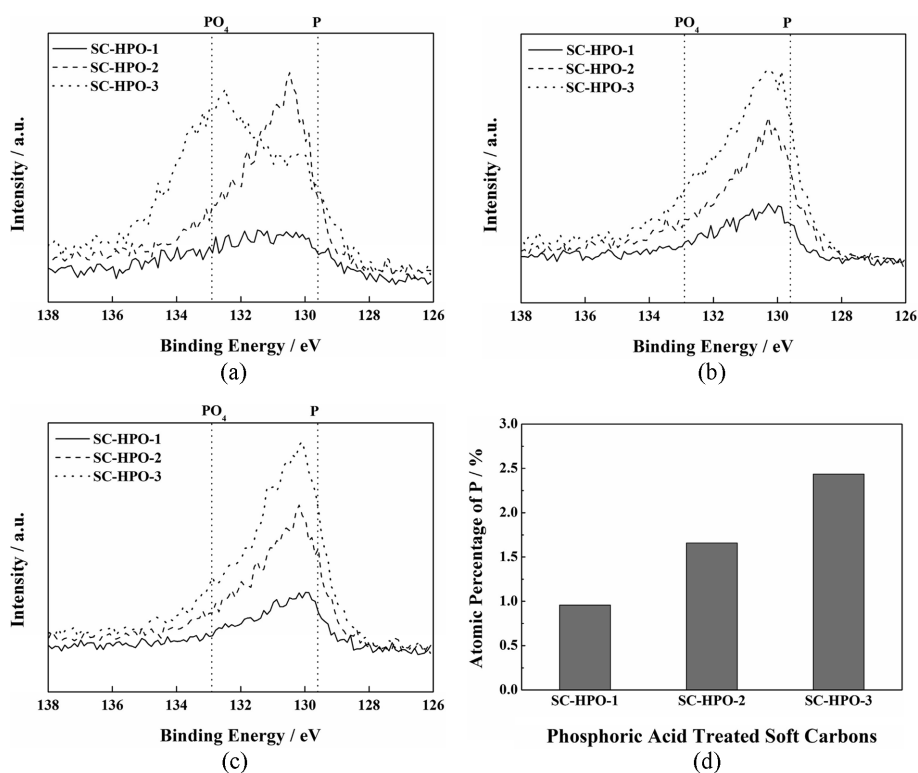 PO4 P
SC-HPO-1
SC-HPO-2
SC-HPO-3
Intensity / a.u.
138 136 134 132 130 128 126
Binding Energy / eV
(a)
PO4 P
SC-HPO-1
SC-HPO-2
SC-HPO-3
Intensity / a.u.
138 136 134 132 130 128 126
Binding Energy / eV
(b)
PO4 P
SC-HPO-1
SC-HPO-2
SC-HPO-3
Intensity / a.u.
138 136 134 132 130 128 126
Binding Energy / eV
(c)
Atomic Percentage of P / %
3.0
2.5
2.0
1.5
1.0
0.5
0.0
SC-HPO-1 SC-HPO-2 SC-HPO-3
Phosphoric Acid Treated Soft Carbons
(d)